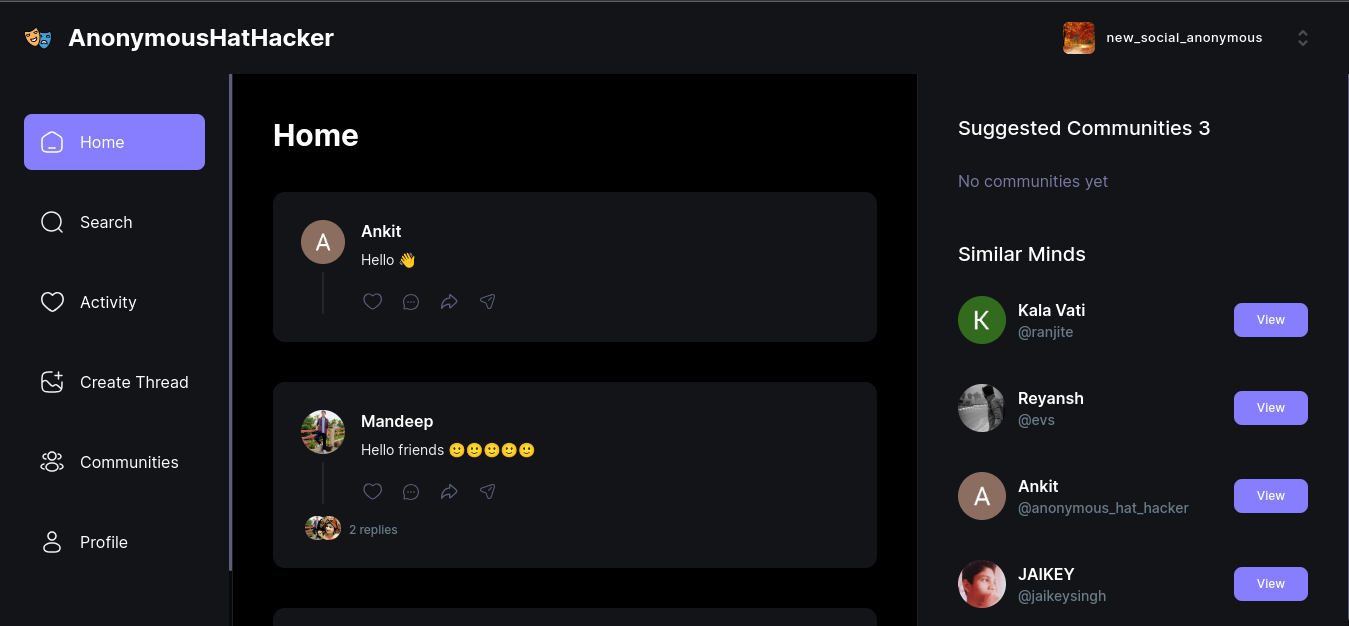 AnonymousHatHacker
new_social_anonymous
Home
Search
Activity
Create Thread
Communities
Profile
Home
A
Ankit
Hello 👋
Mandeep
Hello friends 🙂🙂🙂🙂🙂
2 replies
Suggested Communities 3
No communities yet
Similar Minds
K
Kala Vati
@ranjite
View
Reyansh
@evs
View
A
Ankit
@anonymous_hat_hacker
View
JAIKEY
@jaikeysingh
View